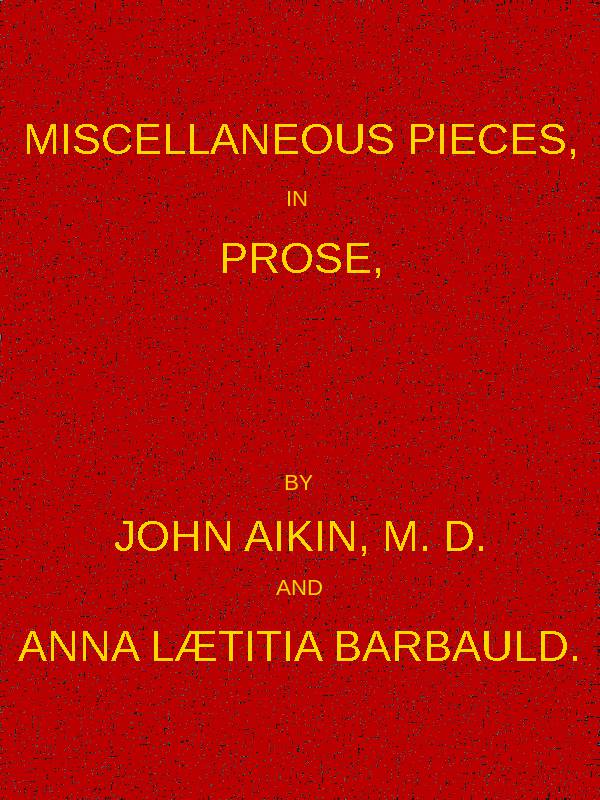 MISCELLANEOUS PIECES,
IN
PROSE,
BY
JOHN AIKIN, M. D.
AND
ANNA LÆTITIA BARBAULD.